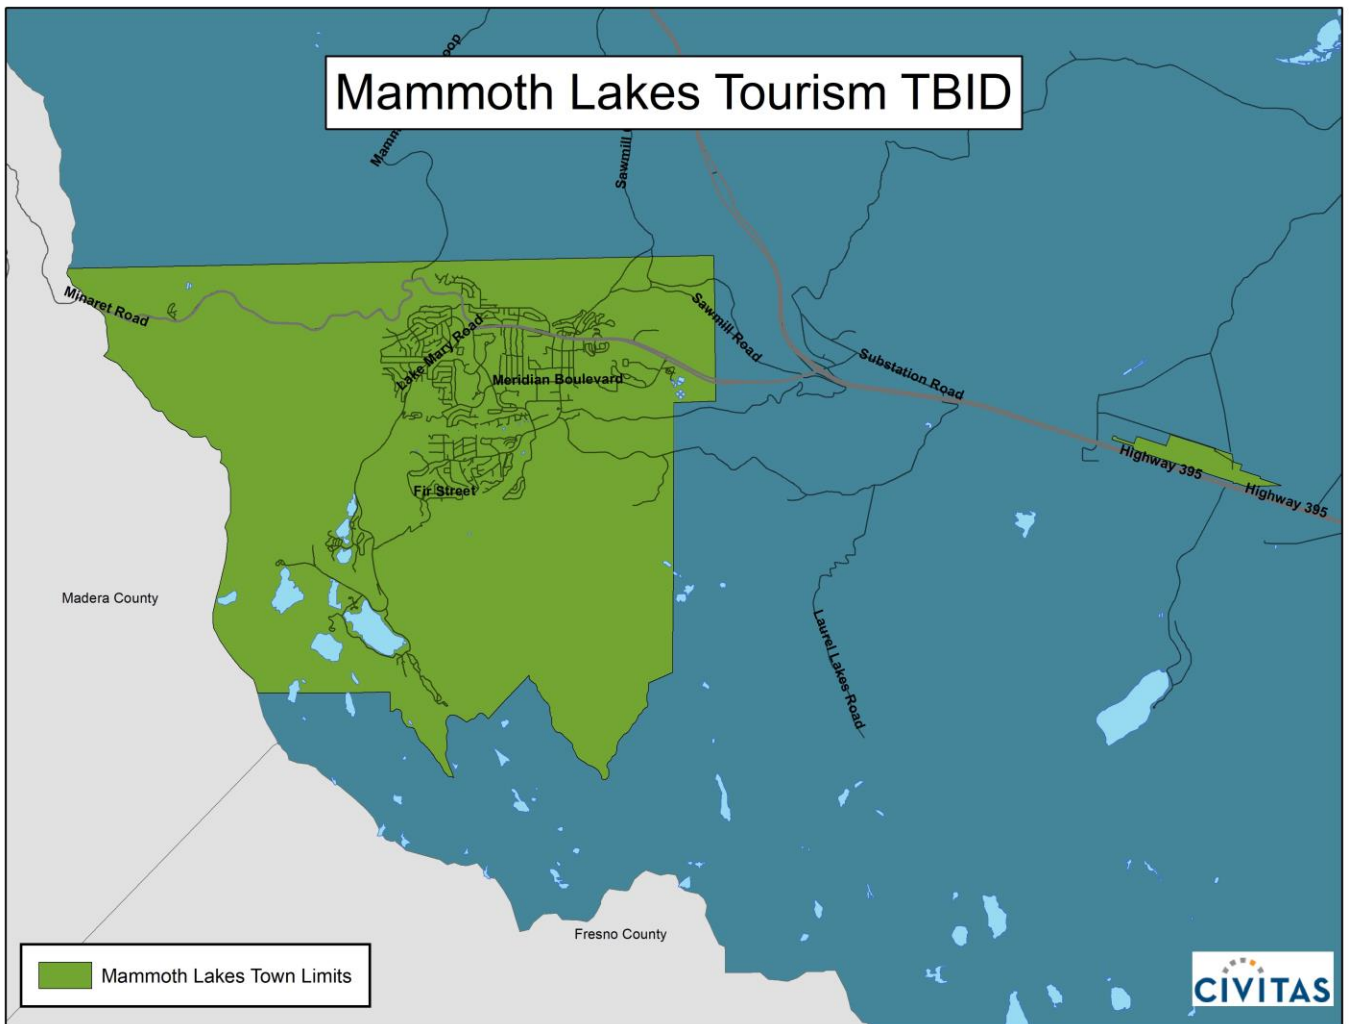 Mammoth Lakes Tourism TBID
Minaret Road
Lake Mary Road
Meridian Boulevard
Sawmill Road
Substation Road
Fir Street
Highway 395
Highway 395
Madera County
Laurel Lakes Road
Fresno County
Mammoth Lakes Town Limits
CIVITAS
Sawmill